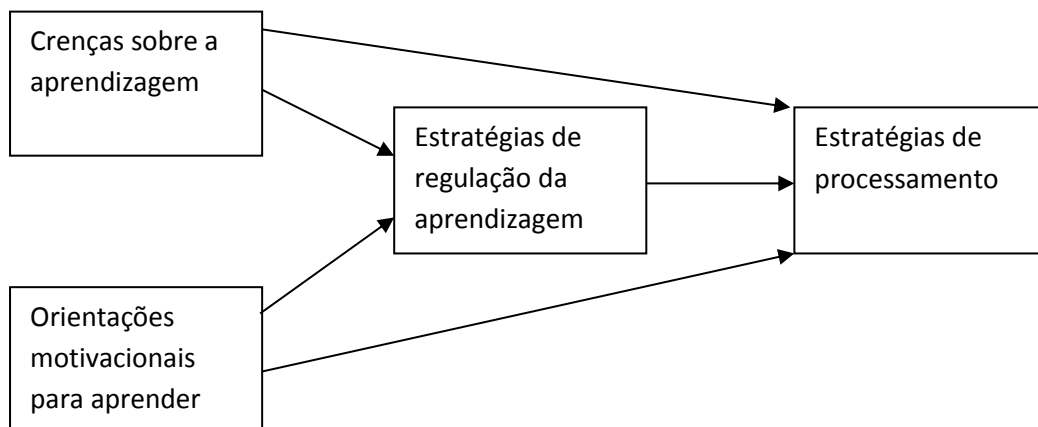 Crenças sobre a
aprendizagem
Estratégias de
regulação da
aprendizagem
Estratégias de
processamento
Orientações
motivacionais
para aprender